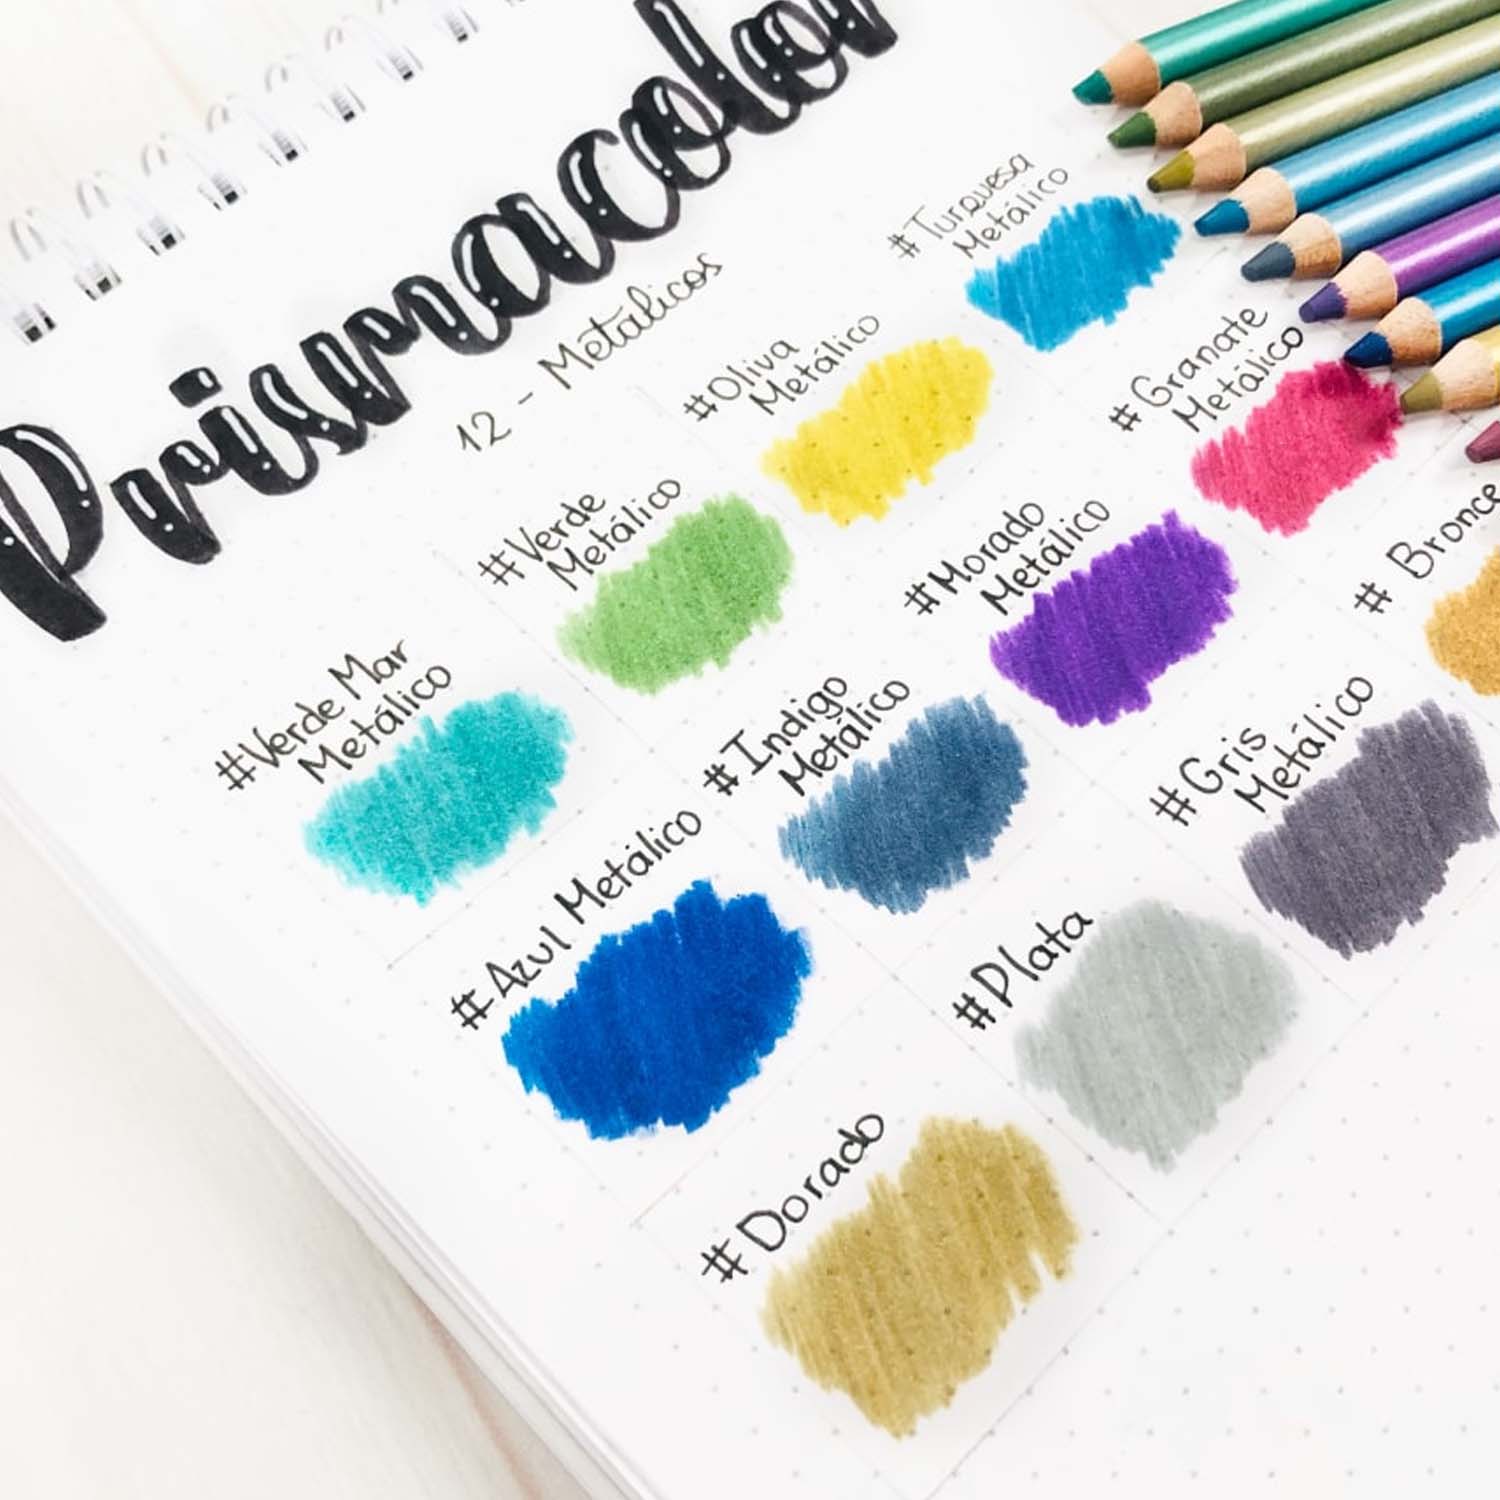 Prismacolor
12 - Metálicos
#Verde Mar
Metálico
#Verde
Metálico
#Oliva
Metálico
#Turquesa
Metálico
#Azul Metálico
#Indigo
Metálico
#Morado
Metálico
#Granate
Metálico
#Dorado
#Plata
#Gris
Metálico
# Bronce